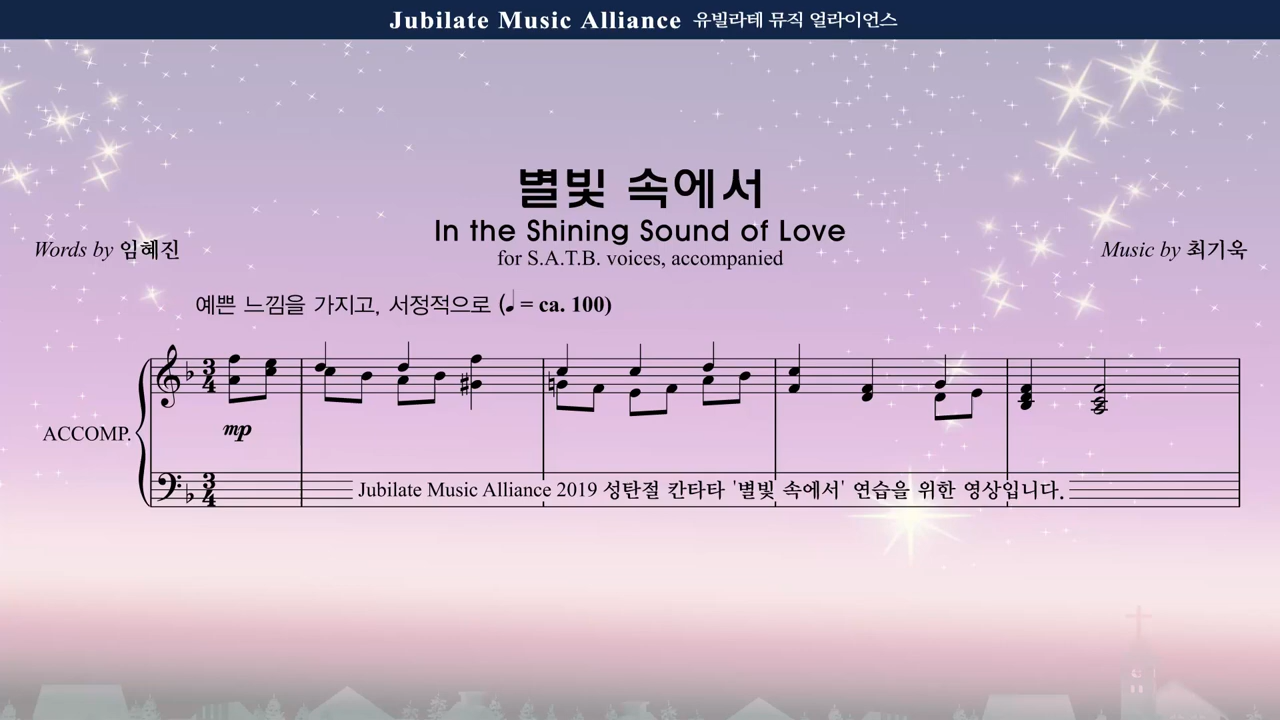 Jubilate Music Alliance 유빌라테 뮤직 얼라이언스
별빛 속에서
In the Shining Sound of Love
for S.A.T.B. voices, accompanied
Words by 임혜진
Music by 최기욱
예쁜 느낌을 가지고, 서정적으로 (♩ = ca. 100)
3
4
mp
ACCOMP.
3
4
Jubilate Music Alliance 2019 성탄절 칸타타 '별빛 속에서' 연습을 위한 영상입니다.